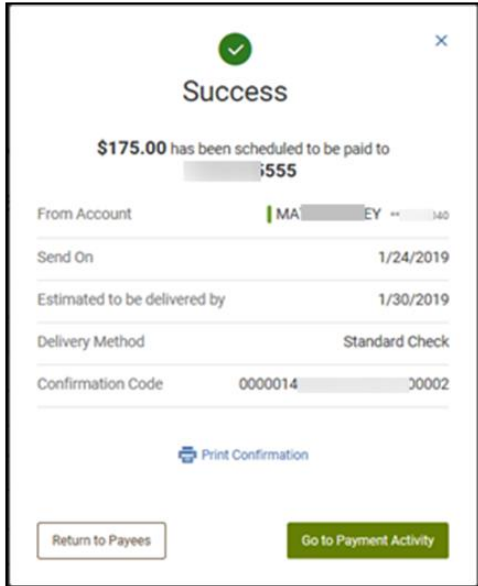 Success
$175.00 has been scheduled to be paid to
5555
From Account MA EY 040
Send On 1/24/2019
Estimated to be delivered by 1/30/2019
Delivery Method Standard Check
Confirmation Code 0000014 00002
Print Confirmation
Return to Payees Go to Payment Activity